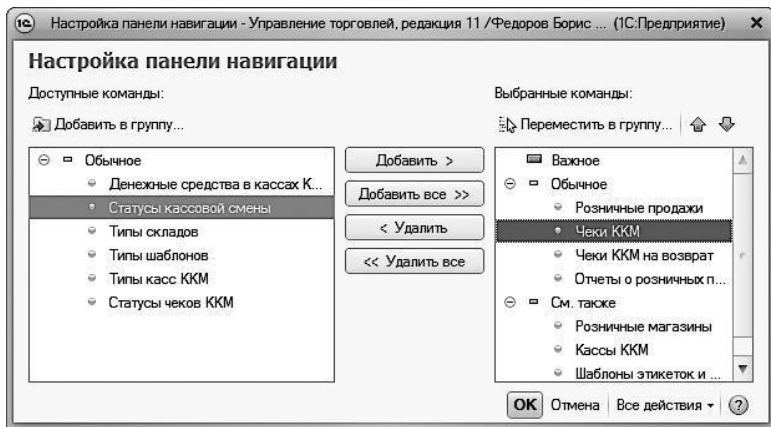 1С Настройка панели навигации - Управление торговлей, редакция 11 /Федоров Борис ... (1С:Предприятие)
Настройка панели навигации
Доступные команды:
Добавить в группу...
Обычное
Денежные средства в кассах К...
Статусы кассовой смены
Типы складов
Типы шаблонов
Типы касс ККМ
Статусы чеков ККМ
Добавить >
Добавить все >>
< Удалить
<< Удалить все
Выбранные команды:
Переместить в группу...
Важное
Обычное
Розничные продажи
Чеки ККМ
Чеки ККМ на возврат
Отчеты о розничных п...
См. также
Розничные магазины
Кассы ККМ
Шаблоны этикеток и ...
ОК Отмена Все действия ?